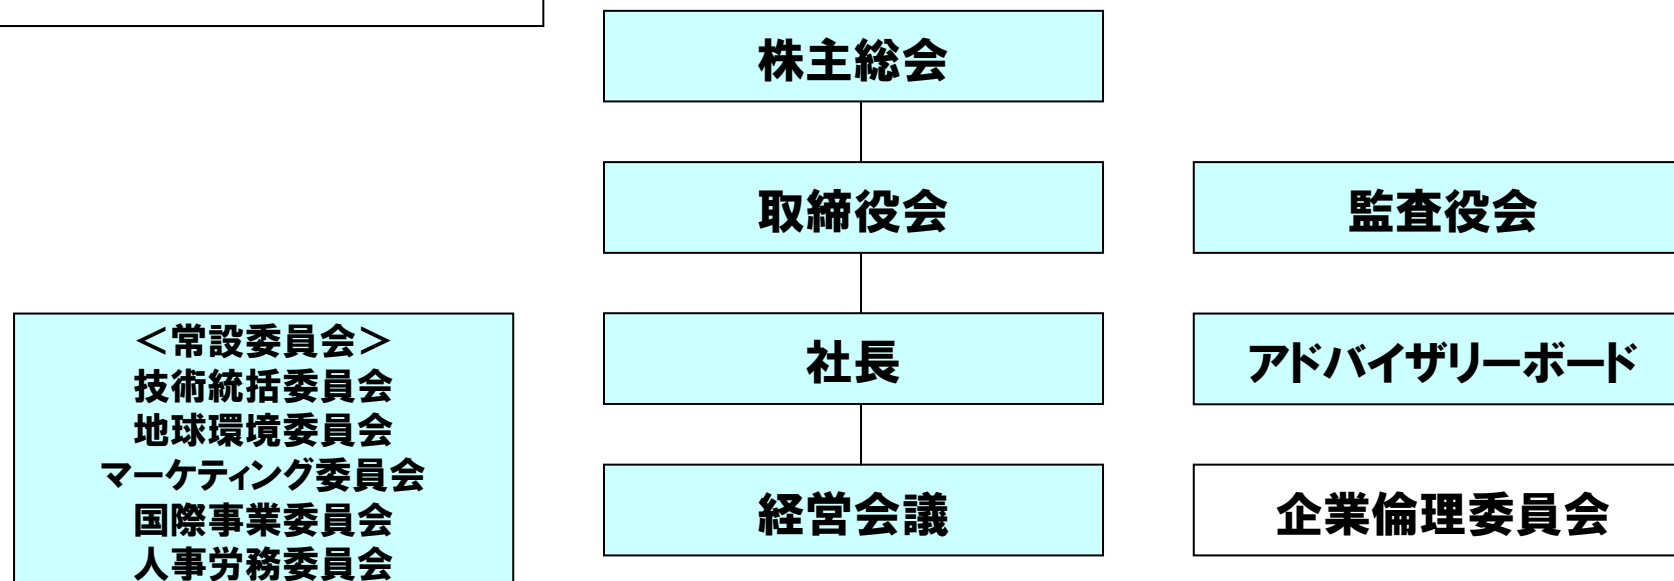 株主総会
取締役会
監査役会
社長
アドバイザリーボード
経営会議
企業倫理委員会
＜常設委員会＞
技術統括委員会
地球環境委員会
マーケティング委員会
国際事業委員会
人事労務委員会